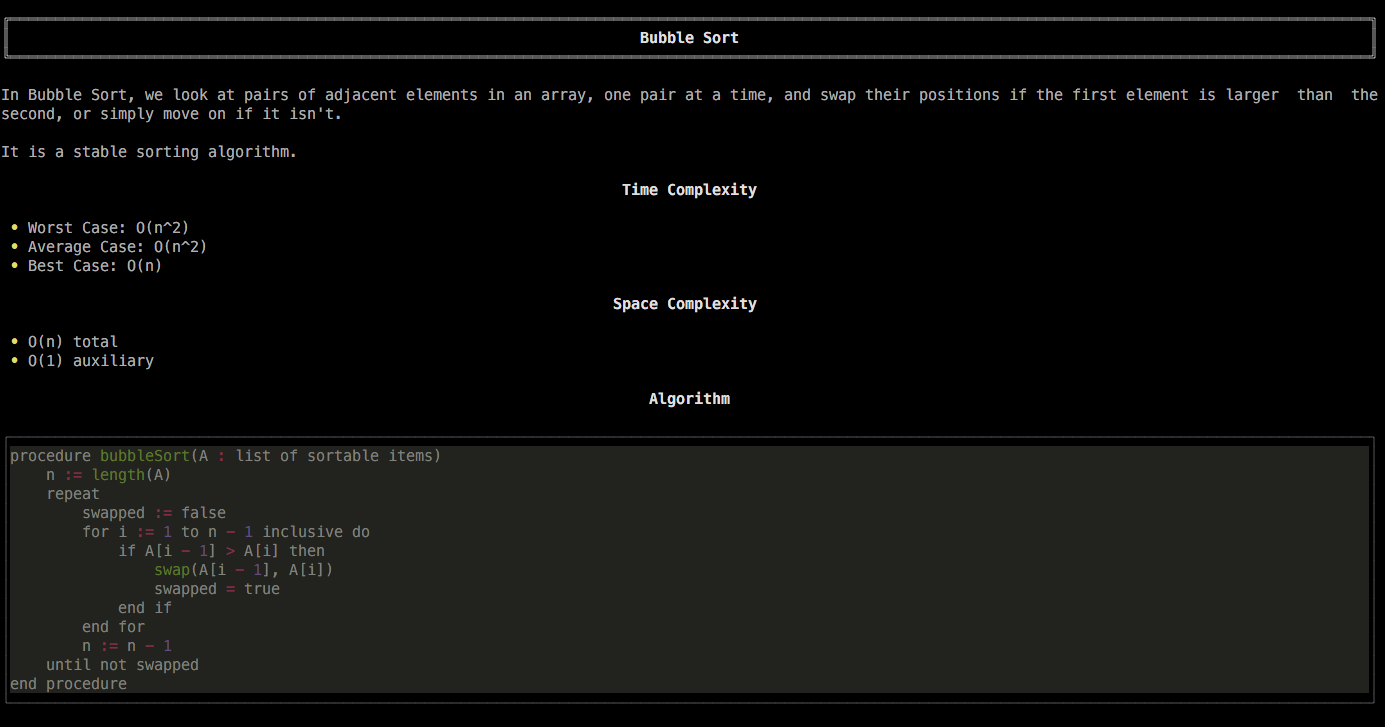 Bubble Sort
In Bubble Sort, we look at pairs of adjacent elements in an array, one pair at a time, and swap their positions if the first element is larger  than  the
second, or simply move on if it isn't.
It is a stable sorting algorithm.
Time Complexity
• Worst Case: O(n^2)
• Average Case: O(n^2)
• Best Case: O(n)
Space Complexity
• O(n) total
• O(1) auxiliary
Algorithm
procedure bubbleSort(A : list of sortable items)
    n := length(A)
    repeat
        swapped := false
        for i := 1 to n - 1 inclusive do
            if A[i - 1] > A[i] then
                swap(A[i - 1], A[i])
                swapped = true
            end if
        end for
        n := n - 1
    until not swapped
end procedure